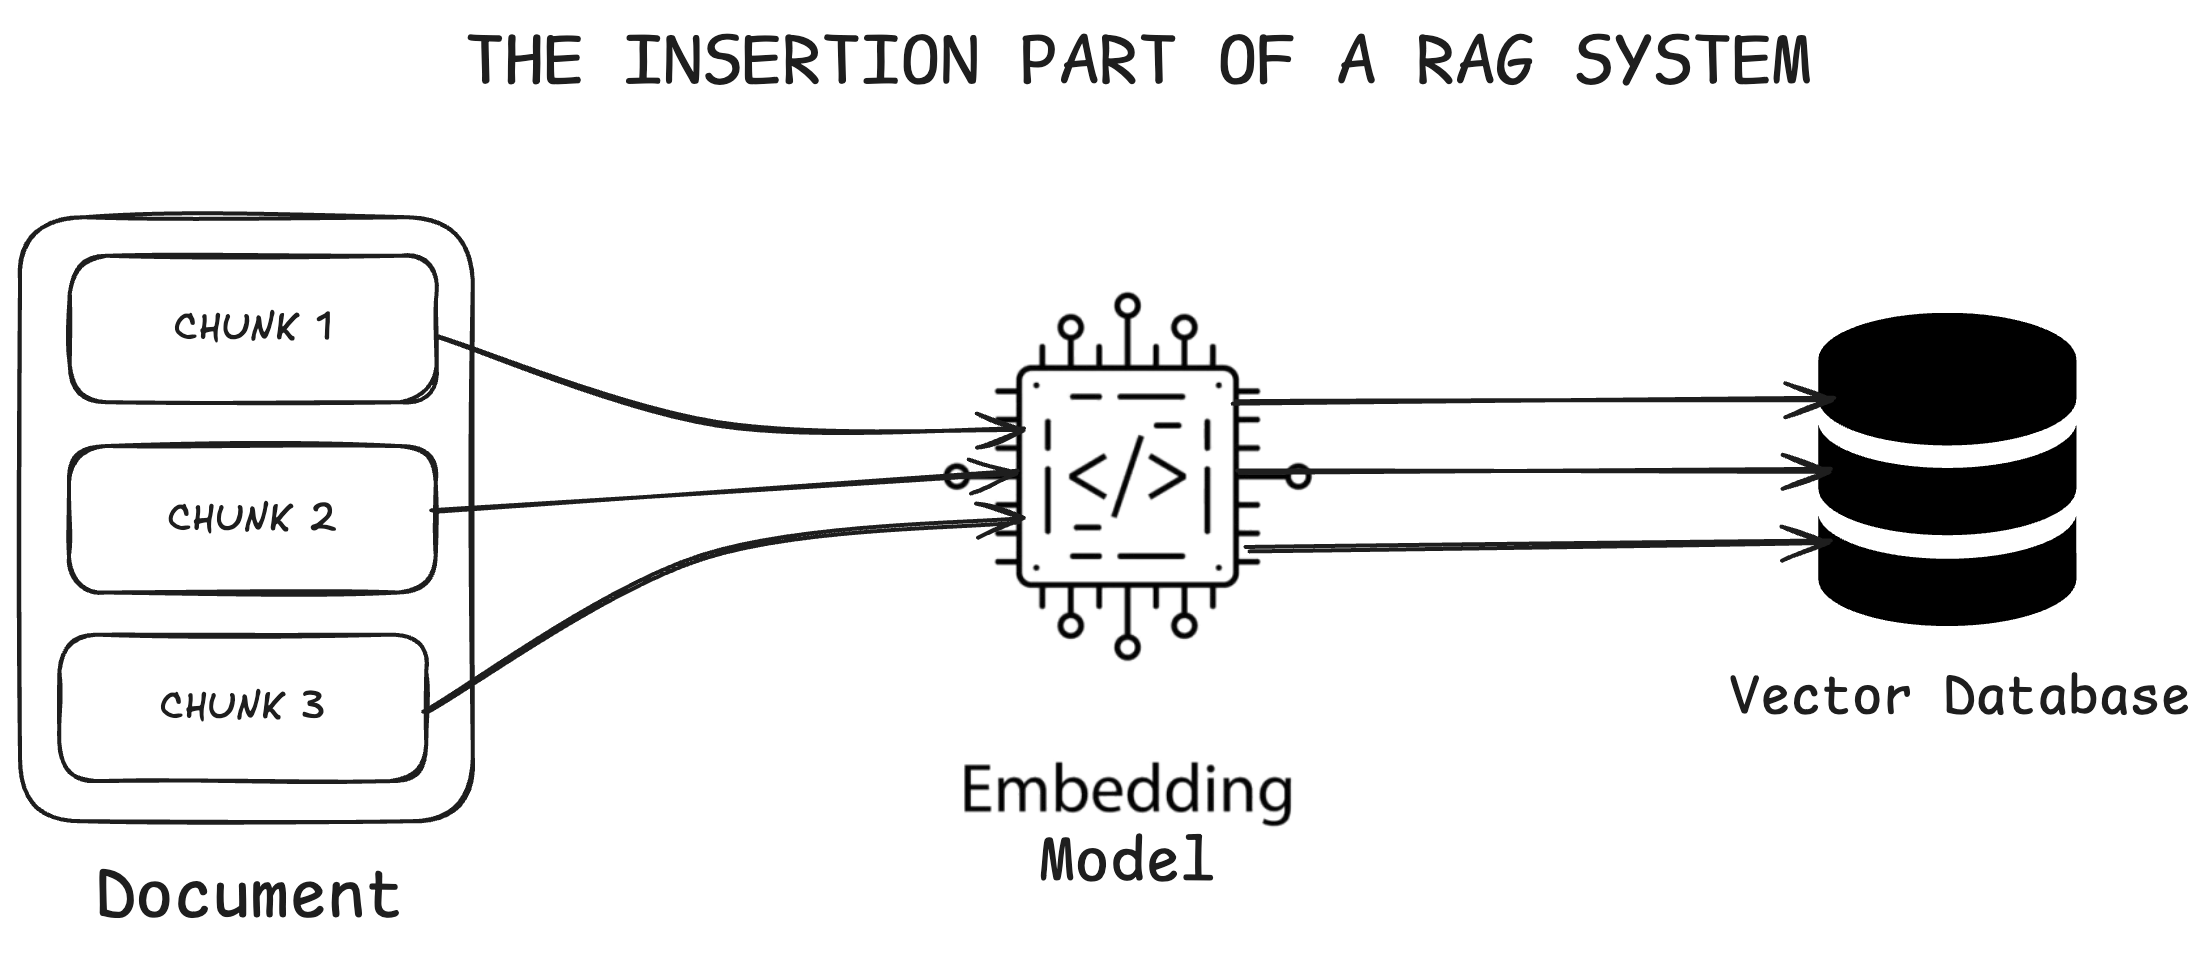 THE INSERTION PART OF A RAG SYSTEM
CHUNK 1
CHUNK 2
CHUNK 3
Document
</>
Embedding
Model
Vector Database